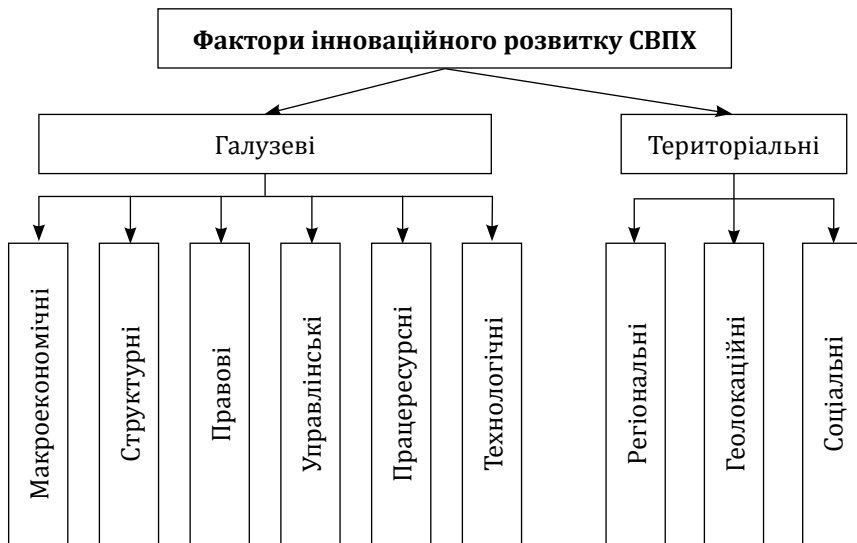 Фактори інноваційного розвитку СВПХ
Галузеві
Територіальні
Макроекономічні
Структурні
Правові
Управлінські
Працересурсні
Технологічні
Регіональні
Геолокаційні
Соціальні